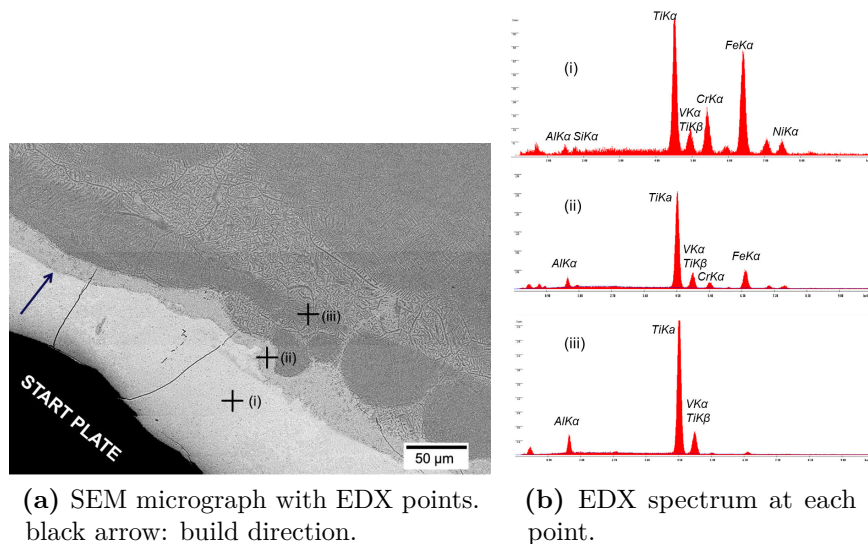 TiKα
FeKα
(i)
CrKα
VKα
TiKβ
AlKα SiKα
NiKα
TiKa
(ii)
VKα
TiKβ
FeKα
AlKα
CrKα
TiKa
(iii)
VKα
TiKβ
AlKα
(iii)
(ii)
(i)
START PLATE
50 µm
(a) SEM micrograph with EDX points.
black arrow: build direction.
(b) EDX spectrum at each
point.